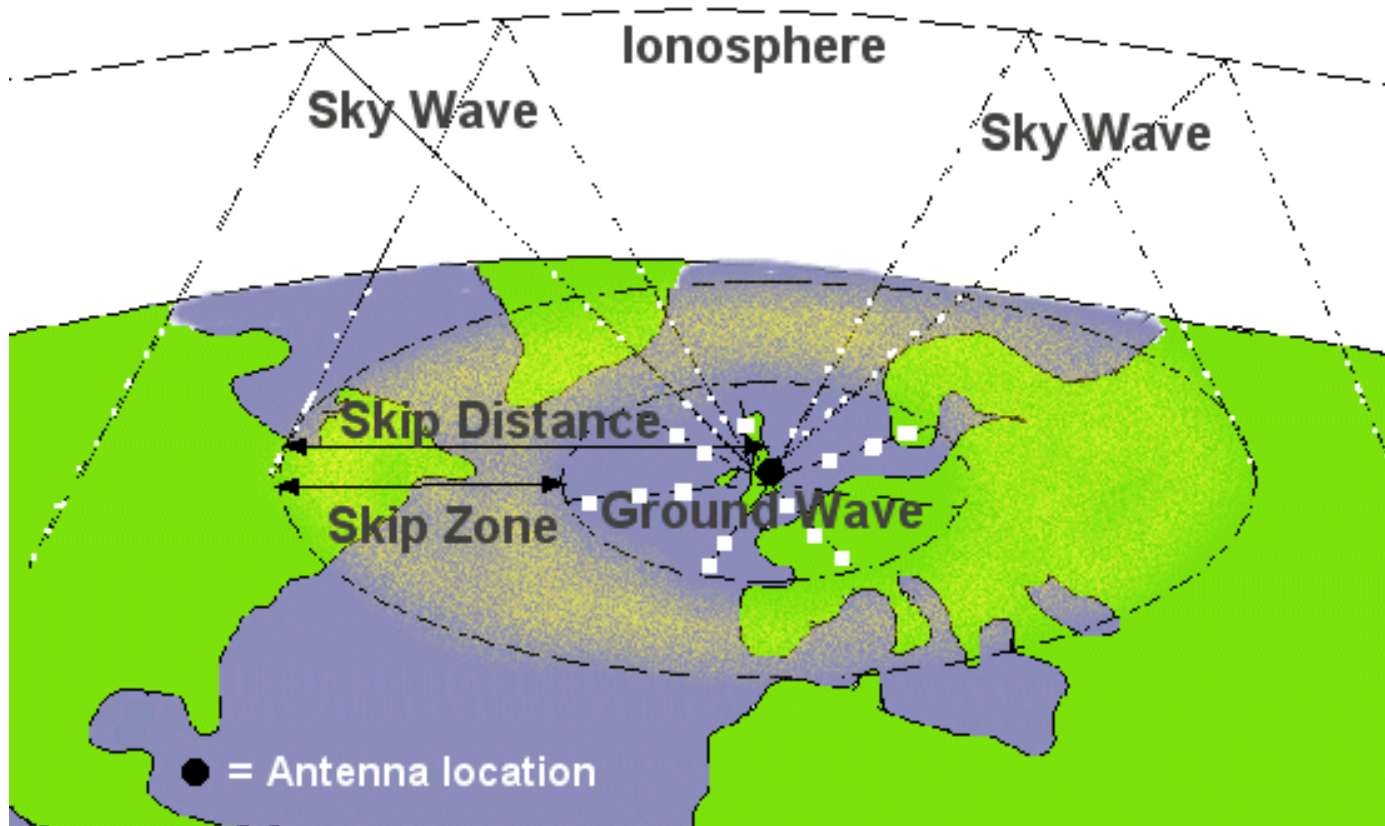 Ionosphere
Sky Wave
Sky Wave
Skip Distance
Skip Zone
Ground Wave
= Antenna location